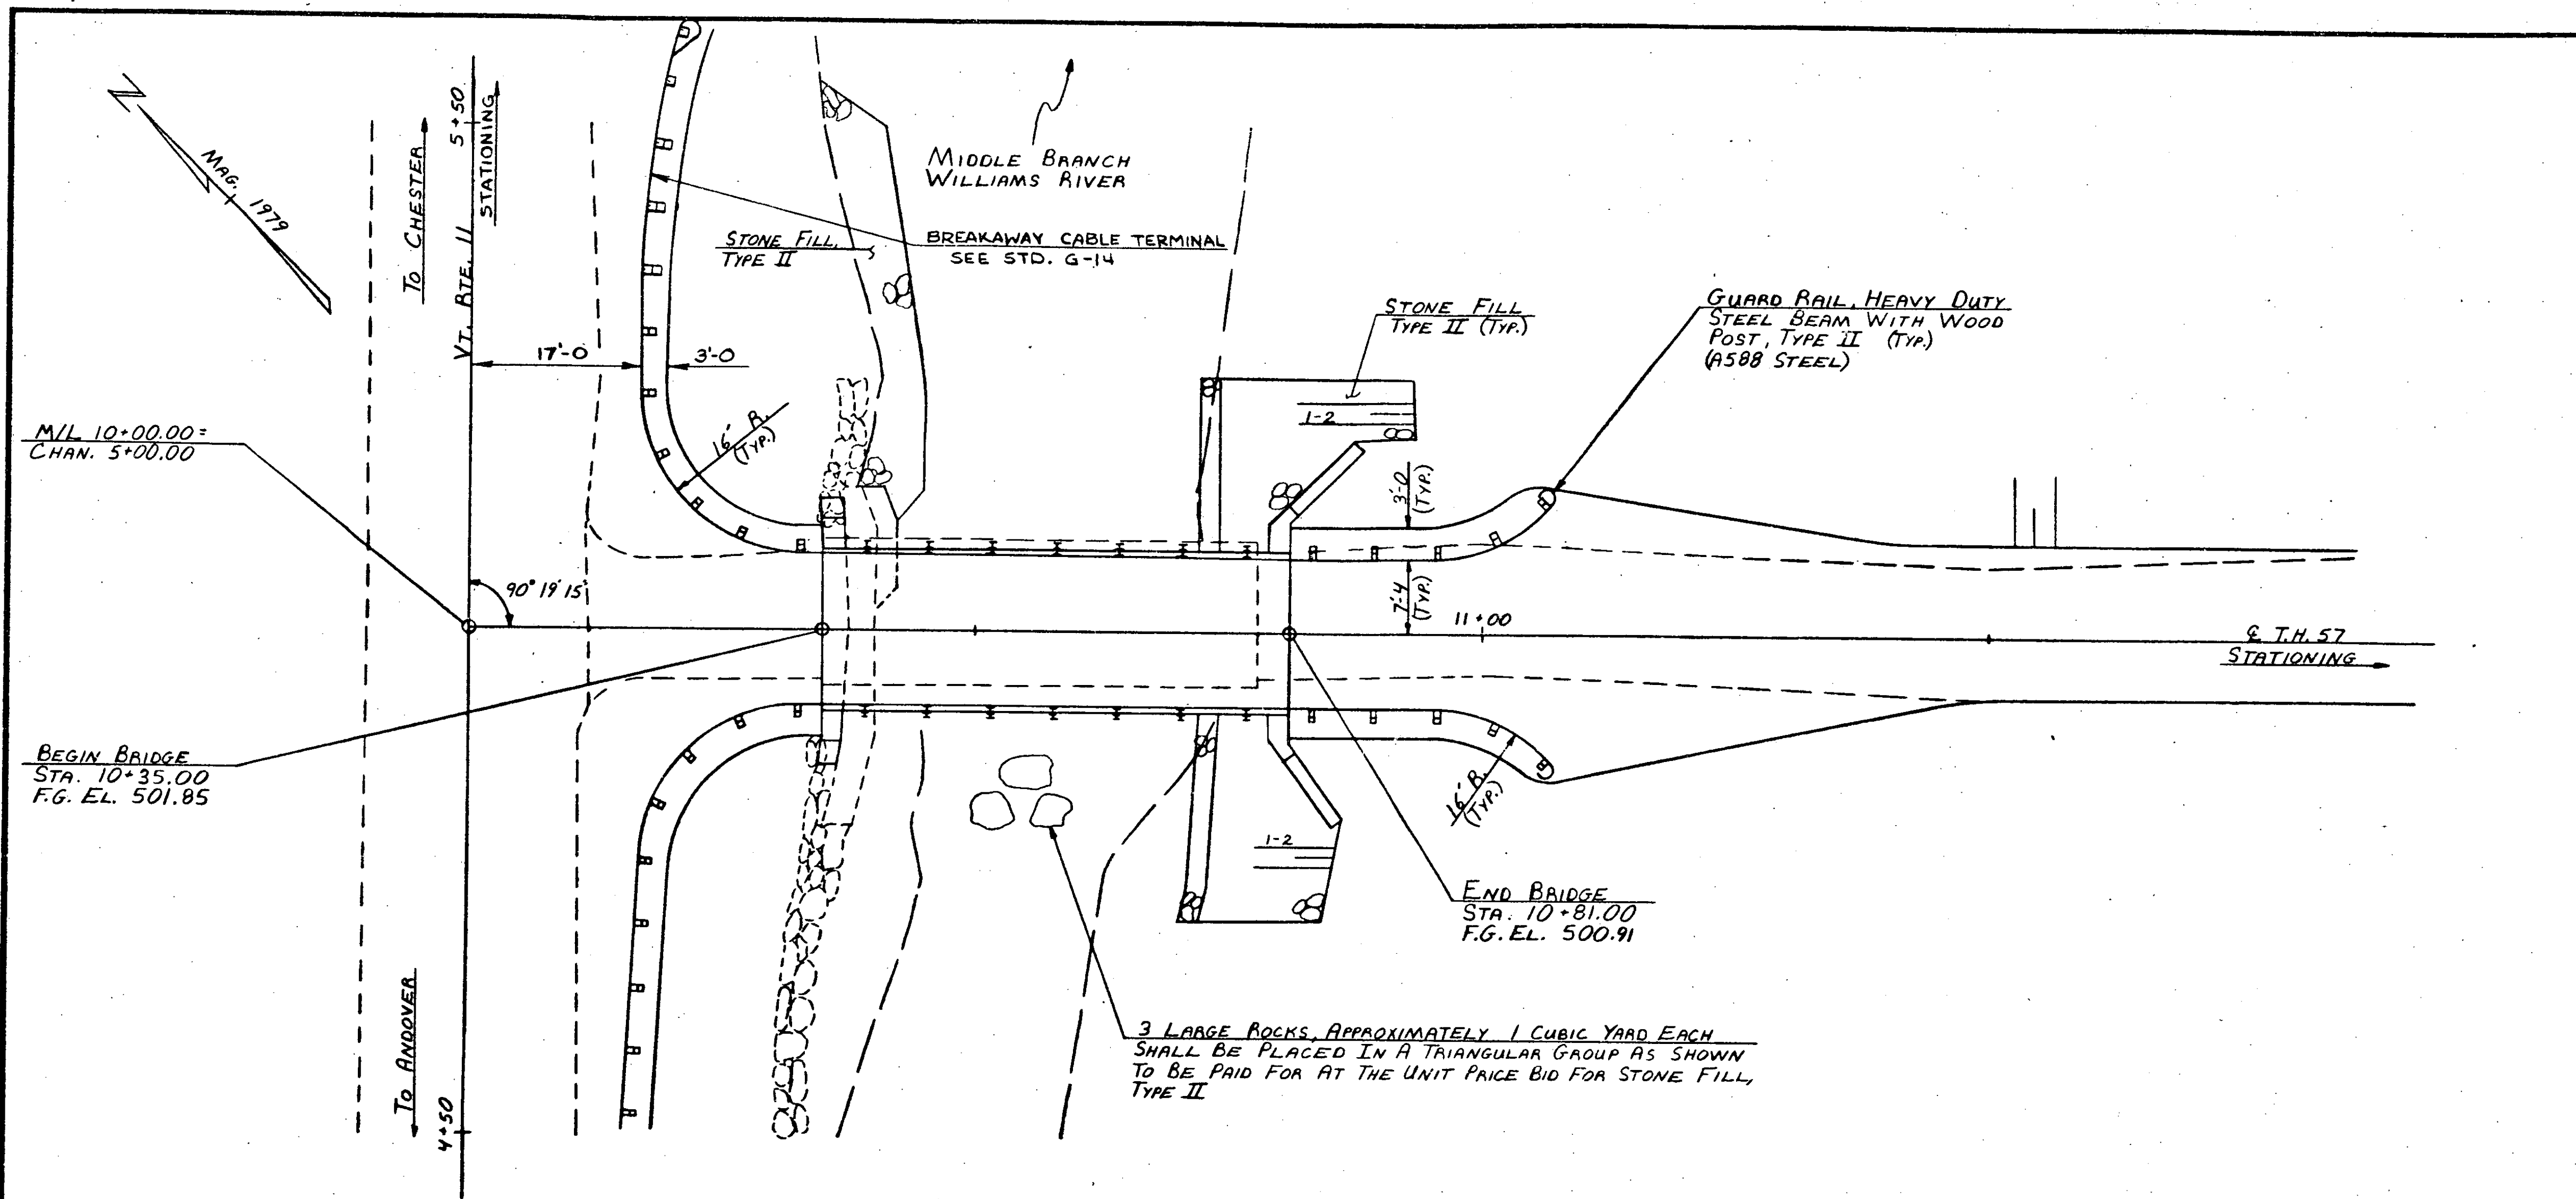 N
MAG. 1979
TO CHESTER
VT. RTE. 11
5+50
STATIONING
MIDDLE BRANCH
WILLIAMS RIVER
STONE FILL,
TYPE II
BREAKAWAY CABLE TERMINAL
SEE STD. G-14
STONE FILL
TYPE II (TYP.)
1-2
GUARD RAIL, HEAVY DUTY
STEEL BEAM WITH WOOD
POST, TYPE II (TYP.)
(A588 STEEL)
17'-0
3'-0
16' R.
(TYP.)
M/L 10+00.00 =
CHAN. 5+00.00
90° 19' 15"
3'-0
(TYP.)
7'-4
(TYP.)
11+00
℄ T.H. 57
STATIONING
BEGIN BRIDGE
STA. 10+35.00
F.G. EL. 501.85
16' R.
(TYP.)
1-2
END BRIDGE
STA. 10+81.00
F.G. EL. 500.91
TO ANDOVER
4+50
3 LARGE ROCKS, APPROXIMATELY 1 CUBIC YARD EACH
SHALL BE PLACED IN A TRIANGULAR GROUP AS SHOWN
TO BE PAID FOR AT THE UNIT PRICE BID FOR STONE FILL,
TYPE II